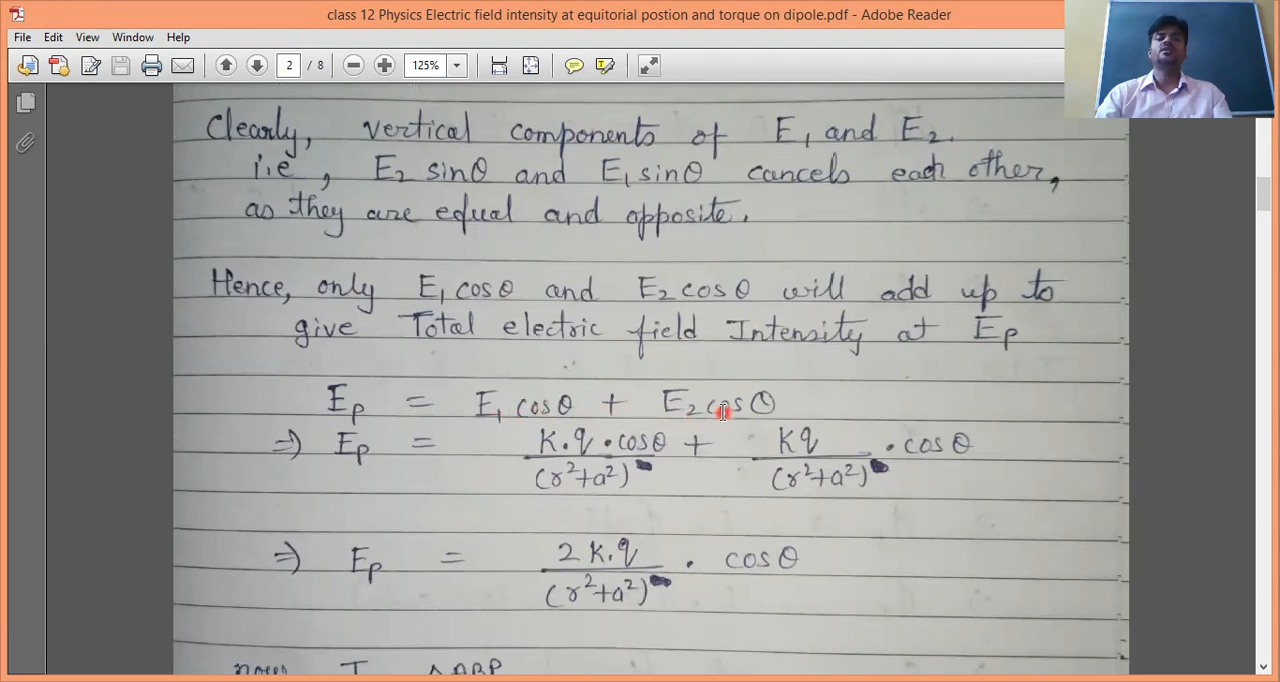 class 12 Physics Electric field intensity at equitorial postion and torque on dipole.pdf - Adobe Reader
File Edit View Window Help
2 / 8 125%
Clearly, vertical components of E₁ and E₂.
i.e , E₂ sinθ and E₁ sinθ cancels each other,
as they are equal and opposite.
Hence, only E₁ cosθ and E₂ cosθ will add up to
give Total electric field Intensity at Eₚ
Eₚ = E₁ cosθ + E₂ cosθ
⇒ Eₚ = K.q.cosθ/(r²+a²) + Kq/(r²+a²) . cosθ
⇒ Eₚ = 2K.q/(r²+a²) . cosθ